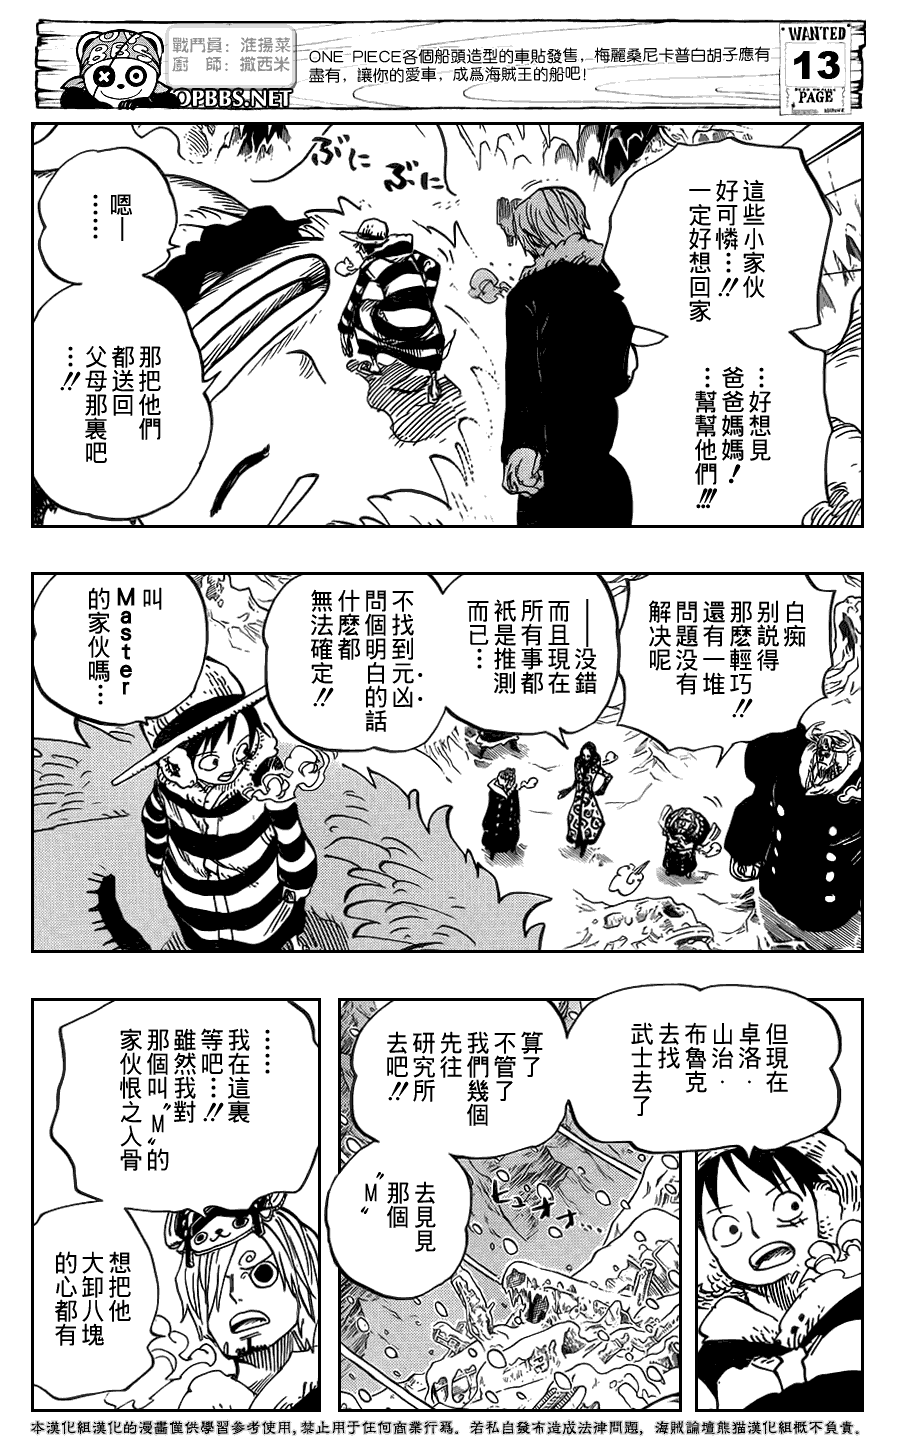 戰鬥員：淮揚菜
廚　師：撒西米
OPBBS.NET
ONE PIECE各個船頭造型的車貼發售，梅麗桑尼卡普白胡子應有
盡有，讓你的愛車，成爲海賊王的船吧！
WANTED
13
PAGE
這些小家伙
好可憐…!!
一定好想回家
…好想見
爸爸媽媽！
…幫幫他們!!!
ぶに
ぶに
嗯—
……
那把他們
都送回
父母那裏吧
…!!
白痴
别説得
那麽輕巧!!
還有一堆
問題没有
解决呢
——没錯
而且現在
所有事都
衹是推測
而已…
不找到元凶
問個明白的話
什麽都
無法確定!!
叫
Master
的家伙嗎…
但現在
卓洛·
山治·
布魯克
去找
武士去了
算了
不管了
我們幾個
先往
研究所
去吧!!
去見見
那個
"M"
……
我在這裏
等吧…!!
雖然我對
那個叫"M"的
家伙恨之入骨
想把他
大卸八塊
的心都有
本漢化組漢化的漫畫僅供學習參考使用，禁止用于任何商業行爲。若私自發布造成法律問題，海賊論壇熊猫漢化組概不負責。